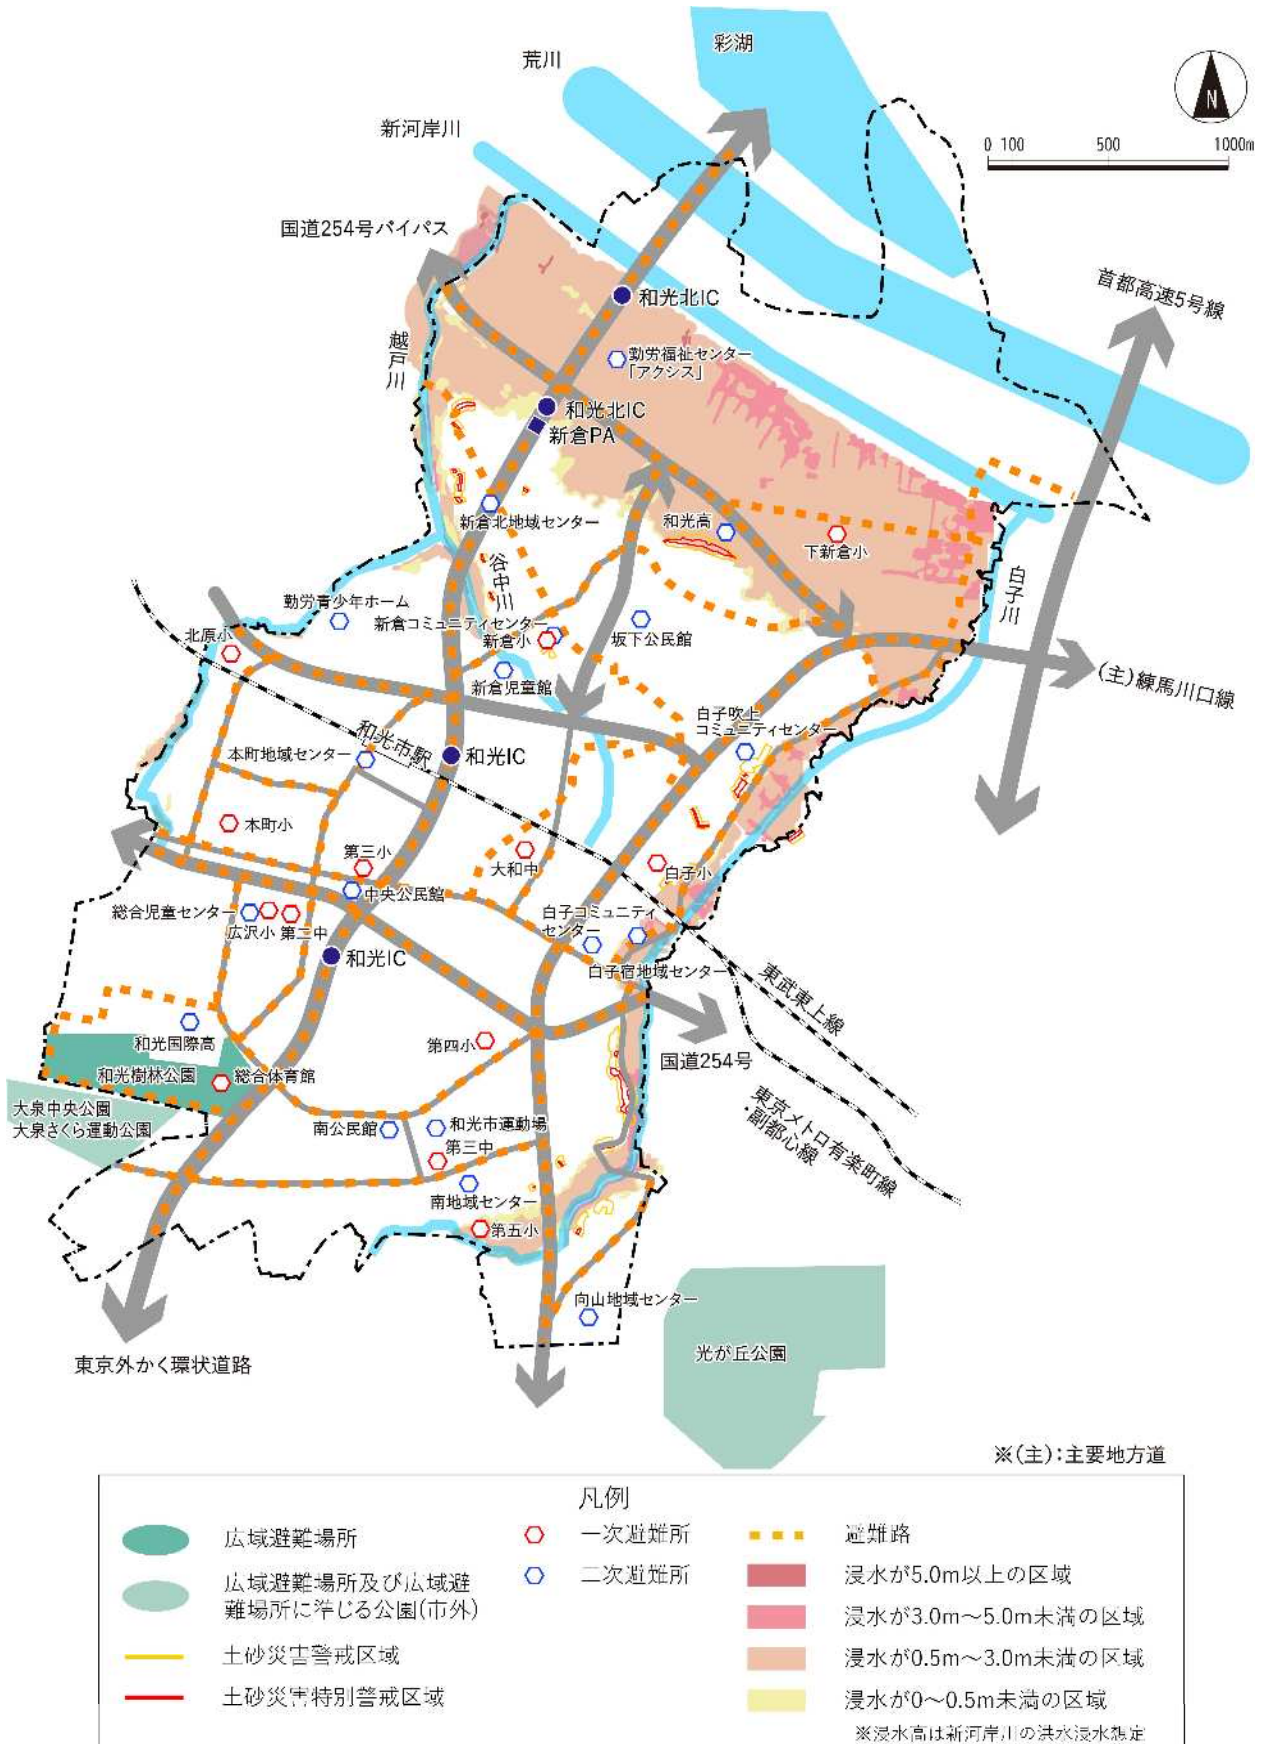 彩湖
荒川
N
新河岸川
0 100 500 1000m
国道254号バイパス
首都高速5号線
和光北IC
越戸川
勤労福祉センター
「アクシス」
和光北IC
新倉PA
新倉北地域センター
和光高
下新倉小
谷中川
白子川
勤労青少年ホーム
新倉コミュニティセンター
新倉小
坂下公民館
北原小
新倉児童館
(主)練馬川口線
白子吹上
コミュニティセンター
和光市駅
本町地域センター
和光IC
本町小
第三小
大和中
白子小
中央公民館
総合児童センター
広沢小
第二中
白子コミュニティ
センター
和光IC
白子宿地域センター
東武東上線
和光国際高
第四小
国道254号
和光樹林公園
総合体育館
大泉中央公園
大泉さくら運動公園
南公民館
和光市運動場
第三中
東京メトロ有楽町線
・副都心線
南地域センター
第五小
向山地域センター
光が丘公園
東京外かく環状道路
※(主):主要地方道
凡例
広域避難場所
一次避難所
避難路
広域避難場所及び広域避
難場所に準じる公園(市外)
二次避難所
浸水が5.0m以上の区域
浸水が3.0m～5.0m未満の区域
土砂災害警戒区域
浸水が0.5m～3.0m未満の区域
土砂災害特別警戒区域
浸水が0～0.5m未満の区域
※浸水高は新河岸川の洪水浸水想定